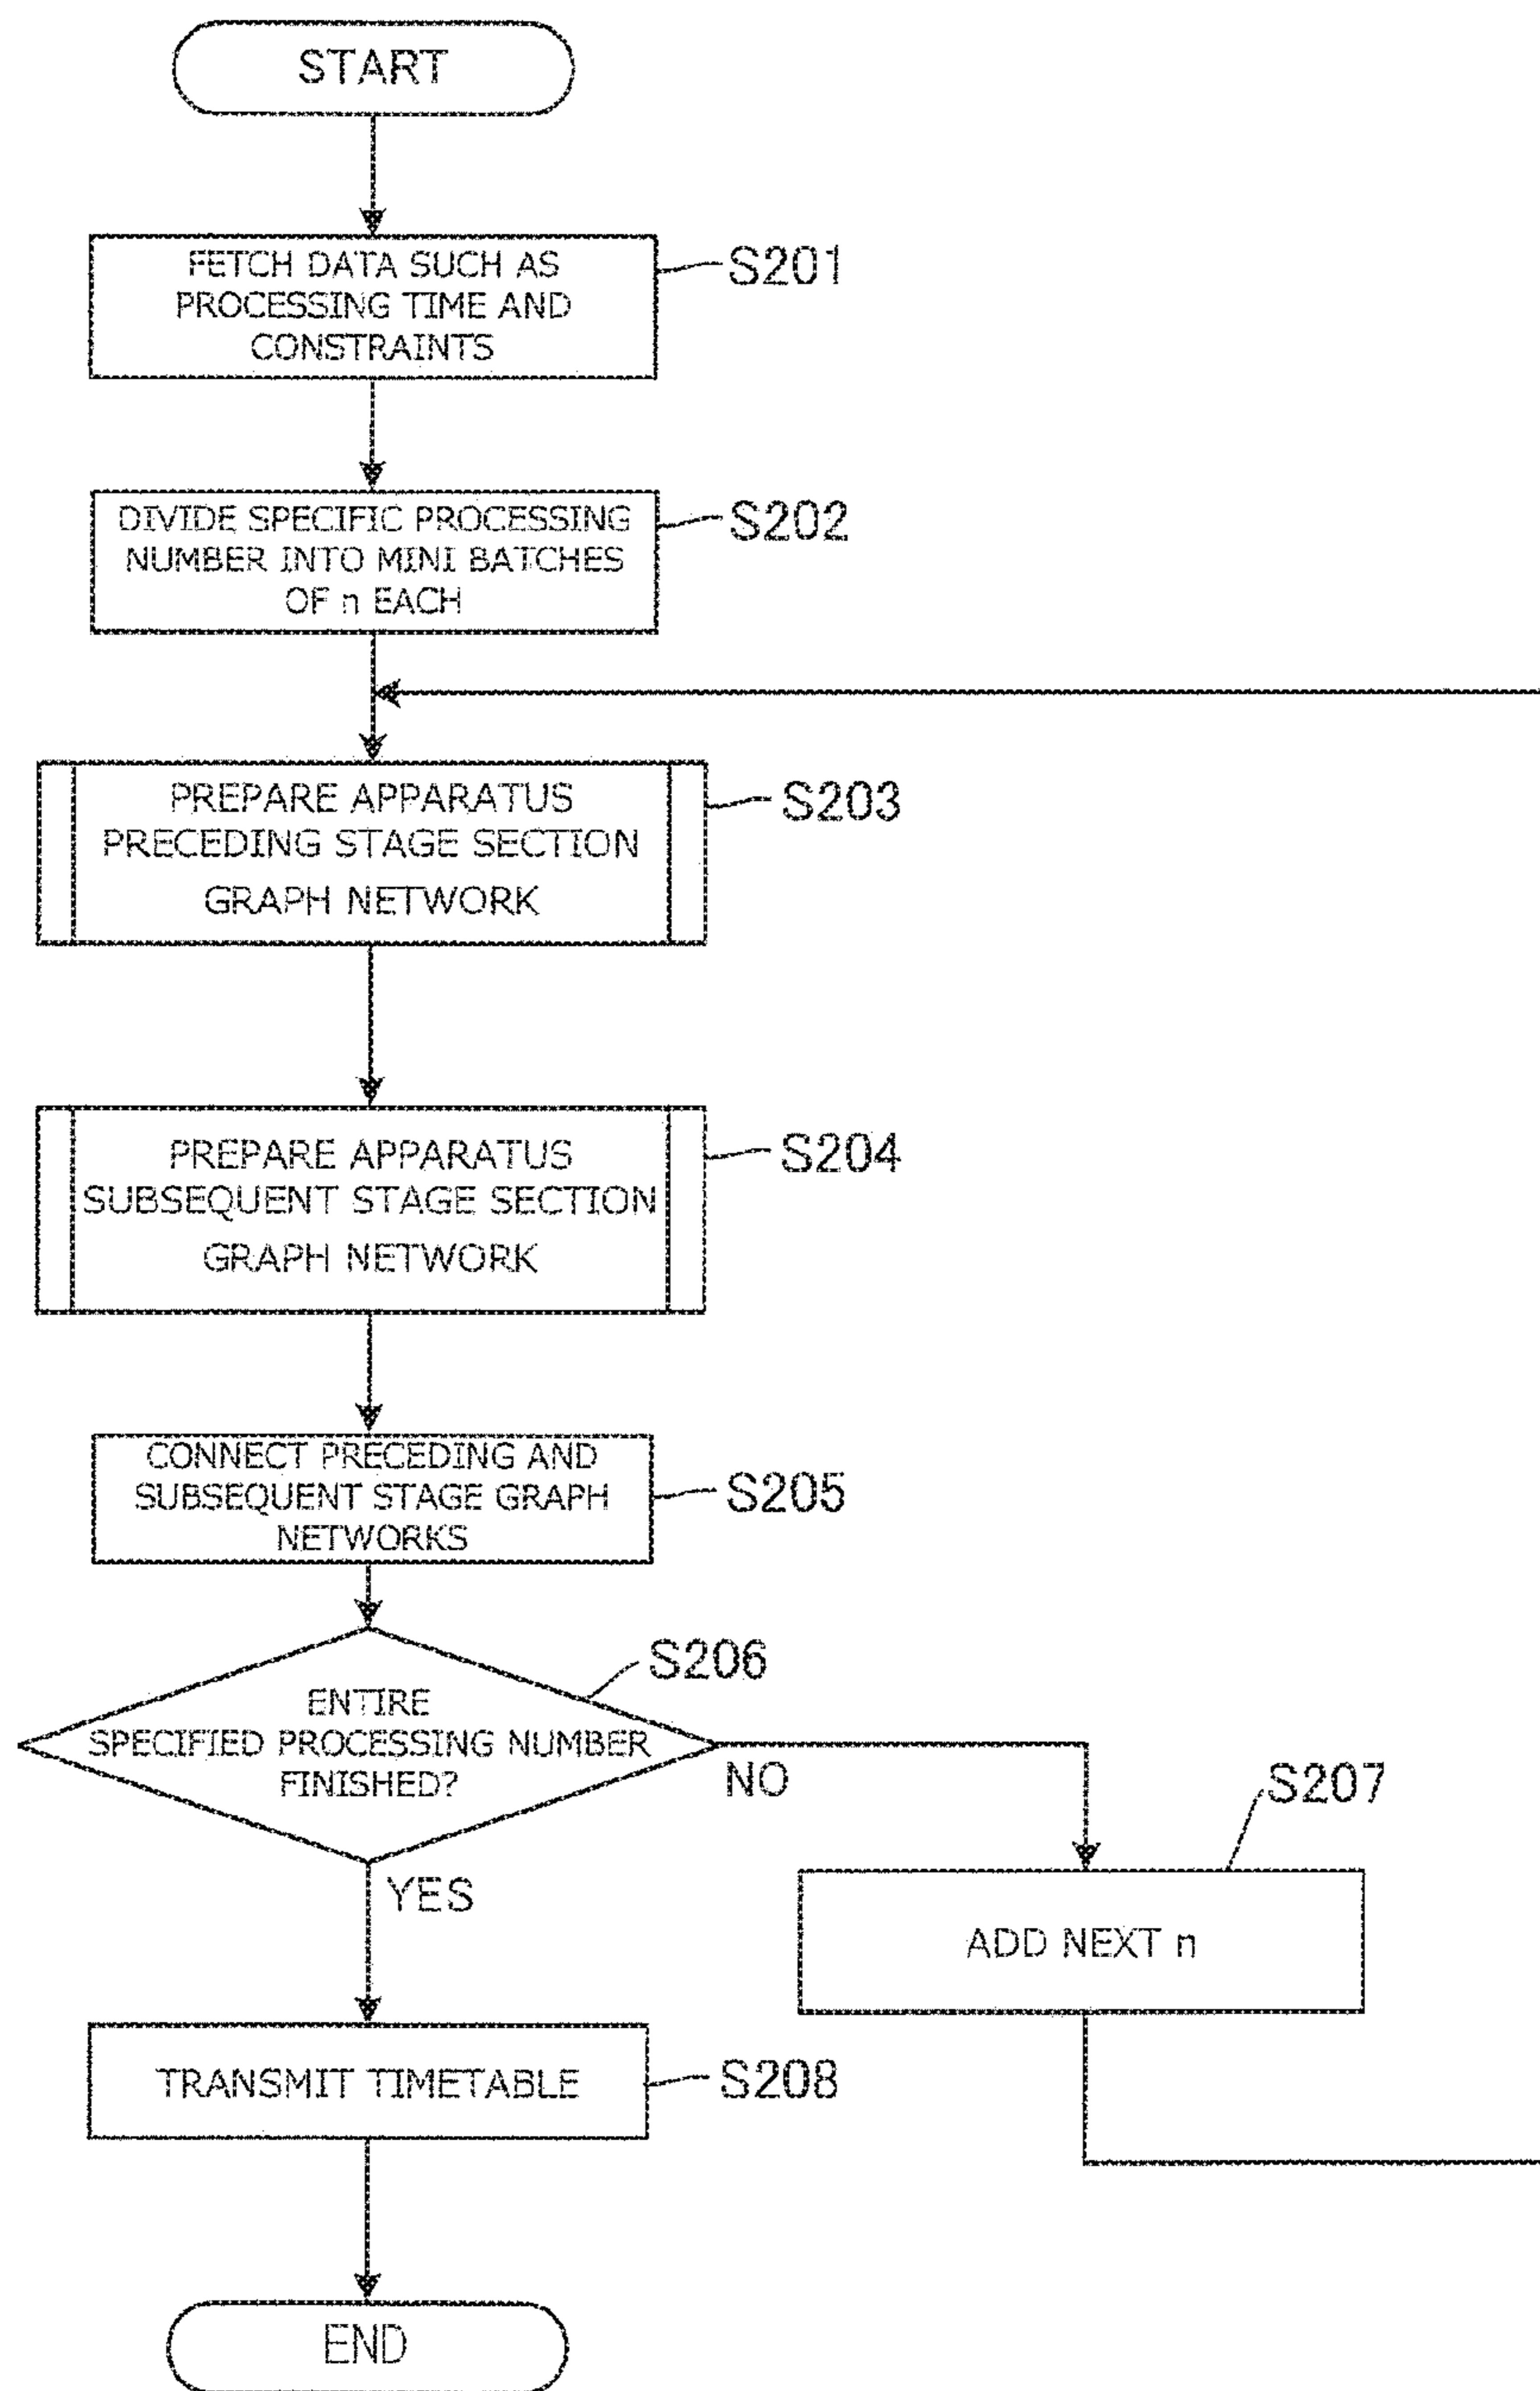 START
FETCH DATA SUCH AS
PROCESSING TIME AND
CONSTRAINTS
S201
DIVIDE SPECIFIC PROCESSING
NUMBER INTO MINI BATCHES
OF n EACH
S202
PREPARE APPARATUS
PRECEDING STAGE SECTION
GRAPH NETWORK
S203
PREPARE APPARATUS
SUBSEQUENT STAGE SECTION
GRAPH NETWORK
S204
CONNECT PRECEDING AND
SUBSEQUENT STAGE GRAPH
NETWORKS
S205
ENTIRE
SPECIFIED PROCESSING NUMBER
FINISHED?
S206
NO
YES
S207
ADD NEXT n
TRANSMIT TIMETABLE
S208
END